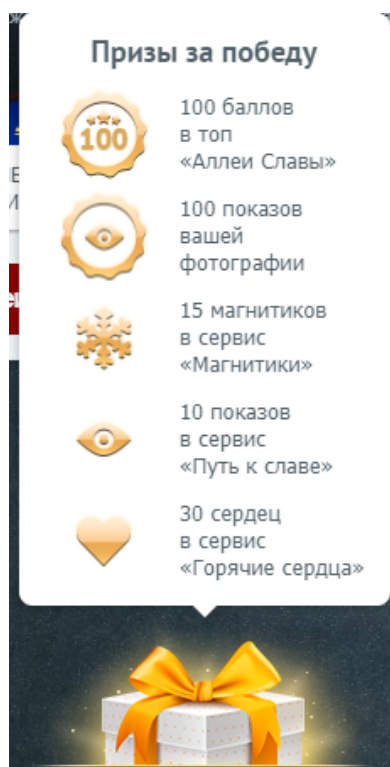 Призы за победу
100
100 баллов
в топ
«Аллеи Славы»
100 показов
вашей
фотографии
15 магнитиков
в сервис
«Магнитики»
10 показов
в сервис
«Путь к славе»
30 сердец
в сервис
«Горячие сердца»